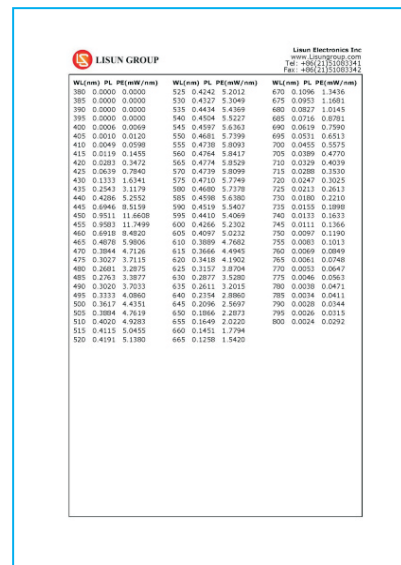 LISUN GROUP
Lisun Electronics Inc
www.Lisungroup.com
Tel: +86(21)51083341
Fax: +86(21)51083342
WL(nm) PL PE(mW/nm) WL(nm) PL PE(mW/nm) WL(nm) PL PE(mW/nm)
380 0.0000 0.0000 525 0.4242 5.2012 670 0.1096 1.3436
385 0.0000 0.0000 530 0.4327 5.3049 675 0.0953 1.1681
390 0.0000 0.0000 535 0.4434 5.4369 680 0.0827 1.0145
395 0.0000 0.0000 540 0.4504 5.5227 685 0.0716 0.8781
400 0.0006 0.0069 545 0.4597 5.6363 690 0.0619 0.7590
405 0.0010 0.0120 550 0.4681 5.7399 695 0.0531 0.6513
410 0.0049 0.0598 555 0.4738 5.8093 700 0.0455 0.5575
415 0.0119 0.1455 560 0.4764 5.8417 705 0.0389 0.4770
420 0.0283 0.3472 565 0.4774 5.8529 710 0.0329 0.4039
425 0.0639 0.7840 570 0.4739 5.8099 715 0.0288 0.3530
430 0.1333 1.6341 575 0.4710 5.7749 720 0.0247 0.3025
435 0.2543 3.1179 580 0.4680 5.7378 725 0.0213 0.2613
440 0.4286 5.2552 585 0.4598 5.6380 730 0.0180 0.2210
445 0.6946 8.5159 590 0.4519 5.5407 735 0.0155 0.1898
450 0.9511 11.6608 595 0.4410 5.4069 740 0.0133 0.1633
455 0.9583 11.7499 600 0.4266 5.2302 745 0.0111 0.1366
460 0.6918 8.4820 605 0.4097 5.0232 750 0.0097 0.1190
465 0.4878 5.9806 610 0.3889 4.7682 755 0.0083 0.1013
470 0.3844 4.7126 615 0.3666 4.4945 760 0.0069 0.0849
475 0.3027 3.7115 620 0.3418 4.1902 765 0.0061 0.0748
480 0.2681 3.2875 625 0.3157 3.8704 770 0.0053 0.0647
485 0.2763 3.3877 630 0.2877 3.5280 775 0.0046 0.0563
490 0.3020 3.7033 635 0.2611 3.2015 780 0.0038 0.0471
495 0.3333 4.0860 640 0.2354 2.8860 785 0.0034 0.0411
500 0.3617 4.4351 645 0.2096 2.5697 790 0.0028 0.0344
505 0.3884 4.7619 650 0.1866 2.2873 795 0.0026 0.0315
510 0.4020 4.9283 655 0.1649 2.0220 800 0.0024 0.0292
515 0.4115 5.0455 660 0.1451 1.7794
520 0.4191 5.1380 665 0.1258 1.5420